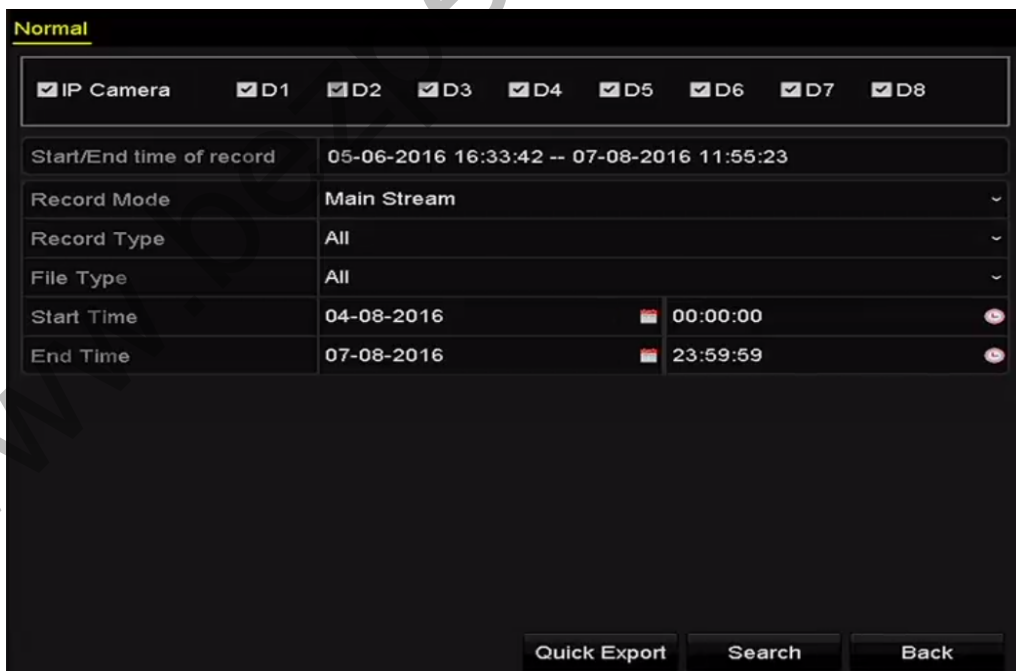 Normal
IP Camera D1 D2 D3 D4 D5 D6 D7 D8
Start/End time of record 05-06-2016 16:33:42 -- 07-08-2016 11:55:23
Record Mode Main Stream
Record Type All
File Type All
Start Time 04-08-2016 00:00:00
End Time 07-08-2016 23:59:59
Quick Export Search Back